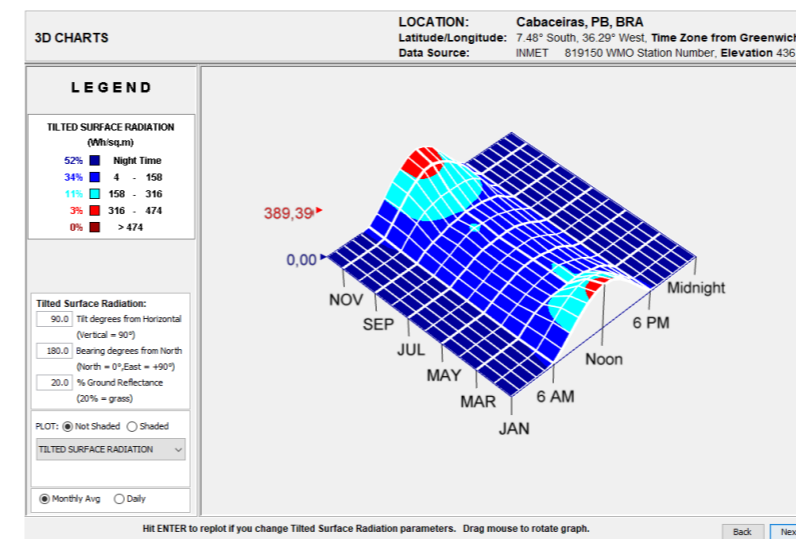 3D CHARTS
LOCATION: Cabaceiras, PB, BRA
Latitude/Longitude: 7.48° South, 36.29° West, Time Zone from Greenwich
Data Source: INMET 819150 WMO Station Number, Elevation 436
LEGEND
TILTED SURFACE RADIATION
(Wh/sq.m)
52% Night Time
34% 4 - 158
11% 158 - 316
3% 316 - 474
0% > 474
389,39
0,00
NOV
SEP
JUL
MAY
MAR
JAN
6 AM
Noon
6 PM
Midnight
Tilted Surface Radiation:
90.0 Tilt degrees from Horizontal
(Vertical = 90°)
180.0 Bearing degrees from North
(North = 0°,East = +90°)
20.0 % Ground Reflectance
(20% = grass)
PLOT: Not Shaded Shaded
TILTED SURFACE RADIATION
Monthly Avg Daily
Hit ENTER to replot if you change Tilted Surface Radiation parameters. Drag mouse to rotate graph.
Back Nex